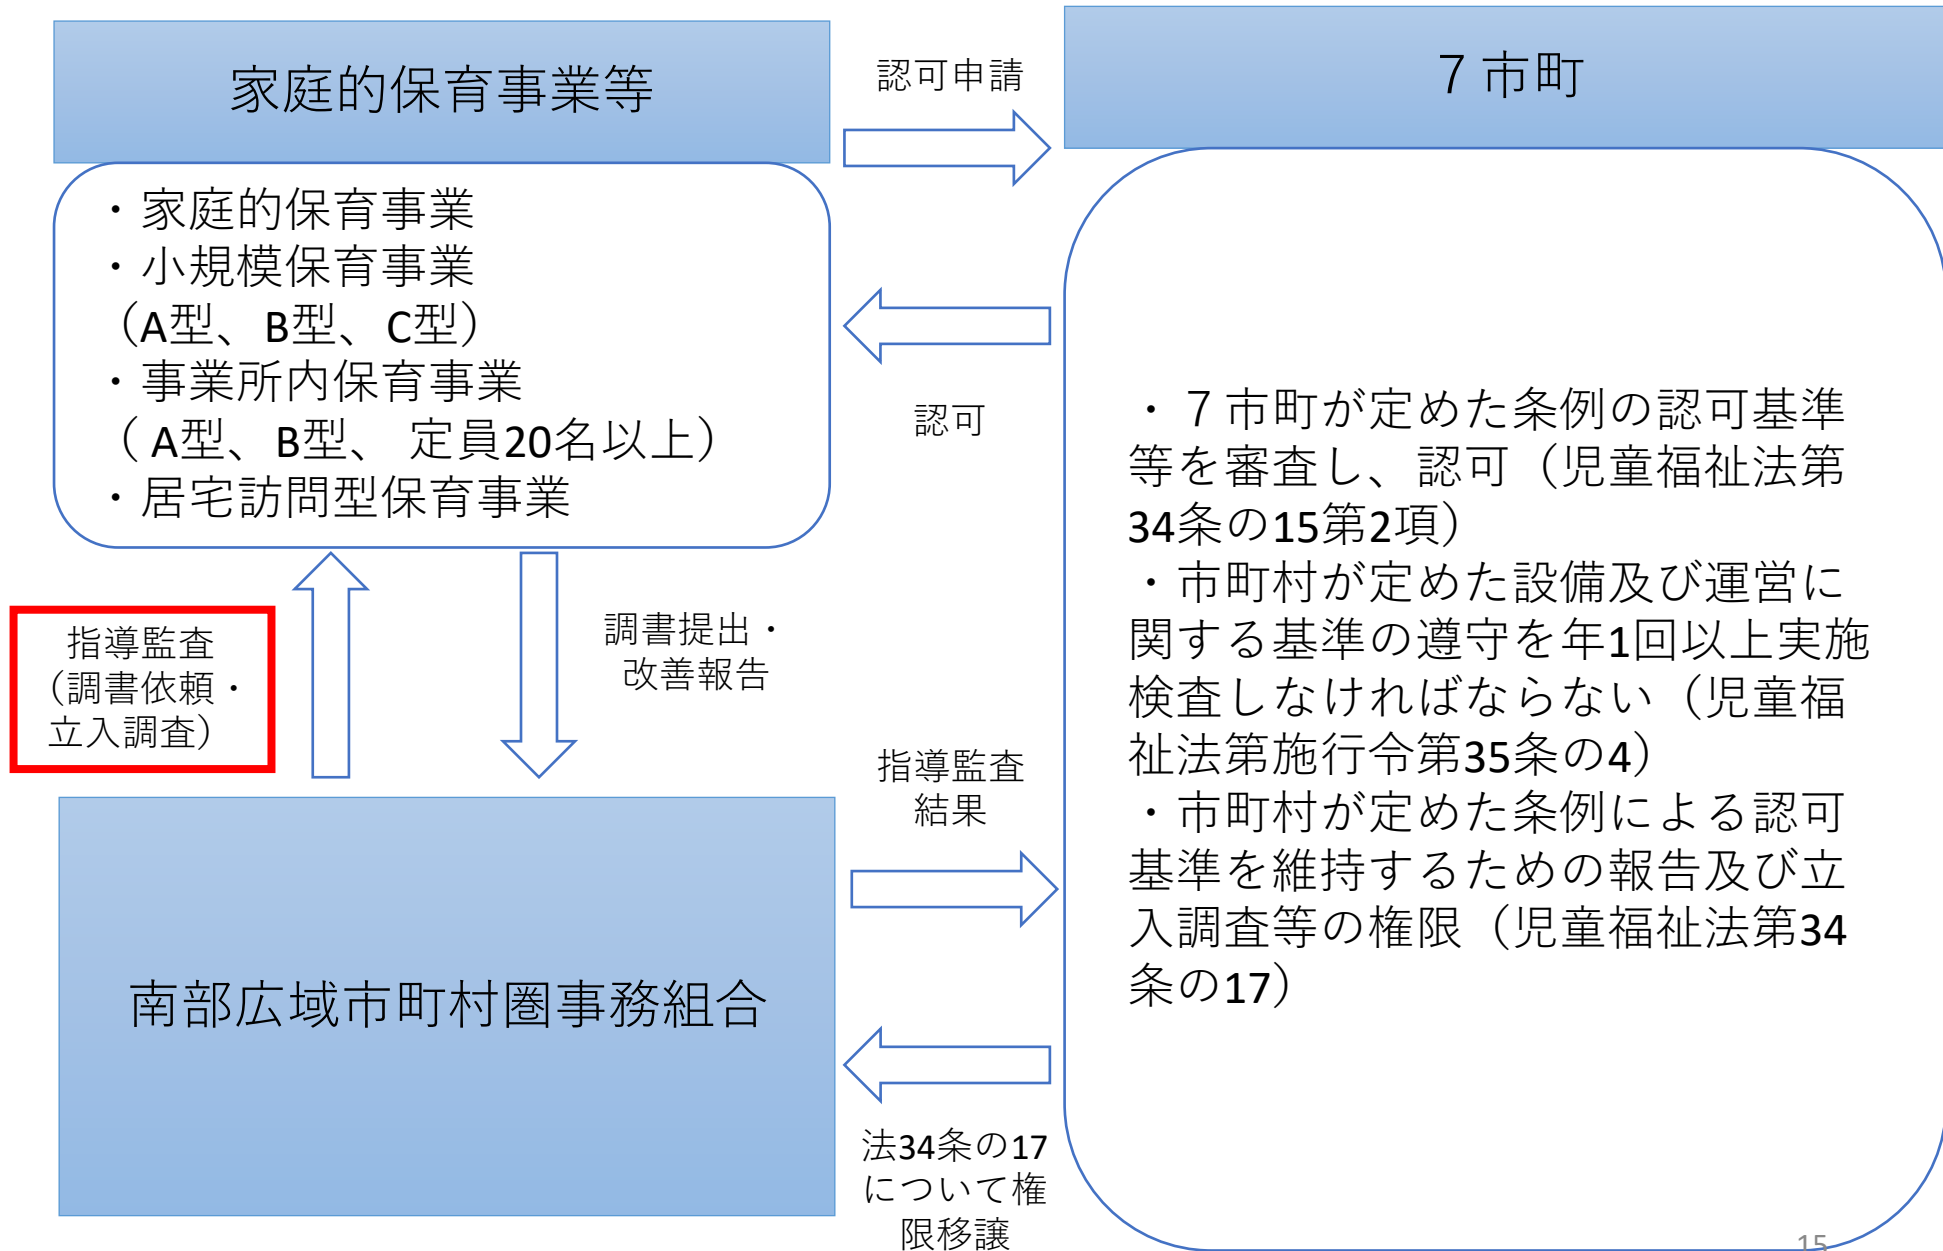 家庭的保育事業等
・家庭的保育事業
・小規模保育事業
（A型、B型、C型）
・事業所内保育事業
（ A型、B型、 定員20名以上）
・居宅訪問型保育事業
認可申請
認可
７市町
・７市町が定めた条例の認可基準
等を審査し、認可（児童福祉法第
34条の15第2項）
・市町村が定めた設備及び運営に
関する基準の遵守を年1回以上実施
検査しなければならない（児童福
祉法第施行令第35条の4）
・市町村が定めた条例による認可
基準を維持するための報告及び立
入調査等の権限（児童福祉法第34
条の17）
指導監査
（調書依頼・
立入調査）
調書提出・
改善報告
指導監査
結果
南部広域市町村圏事務組合
法34条の17
について権
限移譲
15